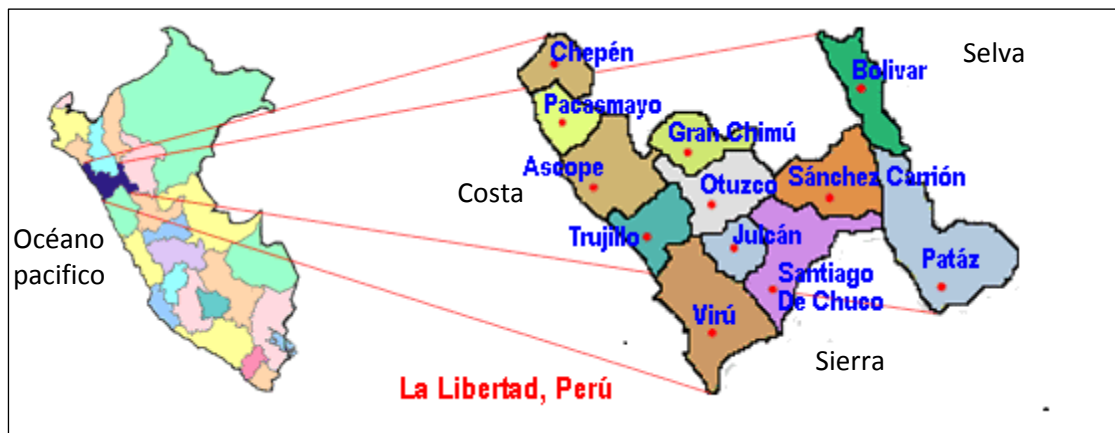 Chepén
Selva
Bolivar
Pacasmayo
Gran Chimú
Ascope
Otuzco
Sánchez Carrión
Costa
Trujillo
Julcán
Océano
pacifico
Patáz
Santiago
De Chuco
Virú
Sierra
La Libertad, Perú